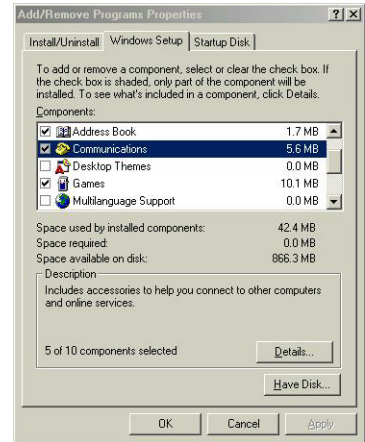 Add/Remove Programs Properties
Install/Uninstall Windows Setup Startup Disk
To add or remove a component, select or clear the check box. If
the check box is shaded, only part of the component will be
installed. To see what's included in a component, click Details.
Components:
Address Book 1.7 MB
Communications 5.6 MB
Desktop Themes 0.0 MB
Games 10.1 MB
Multilanguage Support 0.0 MB
Space used by installed components: 42.4 MB
Space required: 0.0 MB
Space available on disk: 866.3 MB
Description
Includes accessories to help you connect to other computers
and online services.
5 of 10 components selected Details...
Have Disk...
OK Cancel Apply